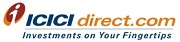 ICICI direct.com
Investments on Your Fingertips